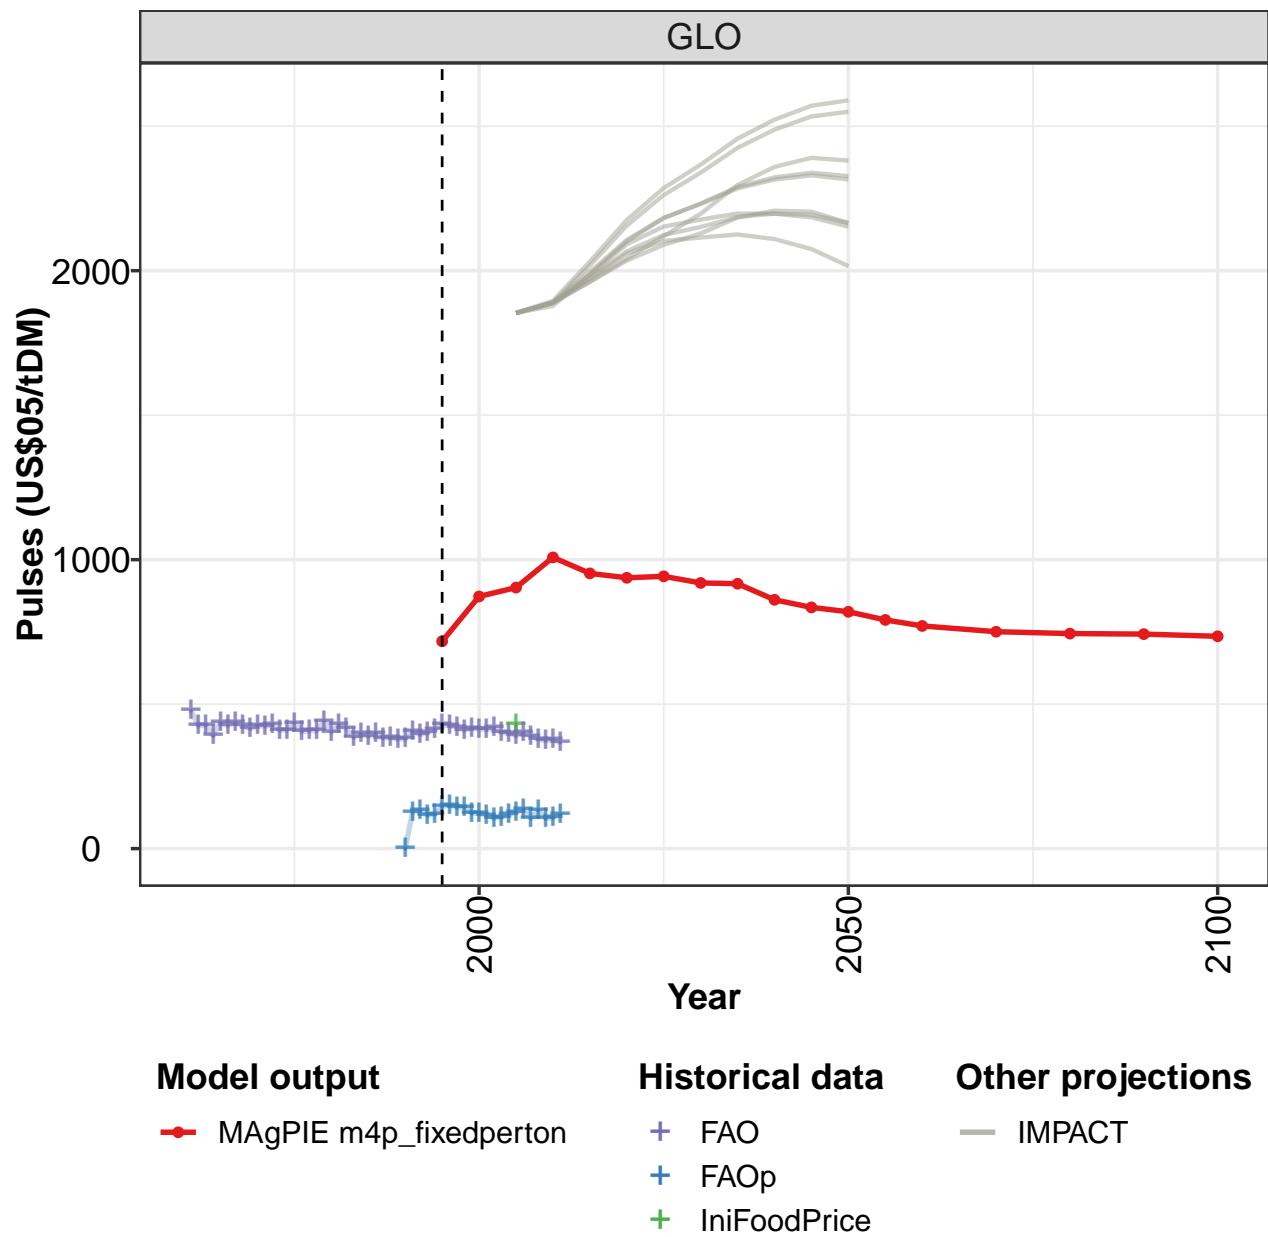 GLO
Pulses (US$05/tDM)
2000
1000
0
2000
2050
2100
Year
Model output
MAgPIE m4p_fixedperton
Historical data
FAO
FAOp
IniFoodPrice
Other projections
IMPACT